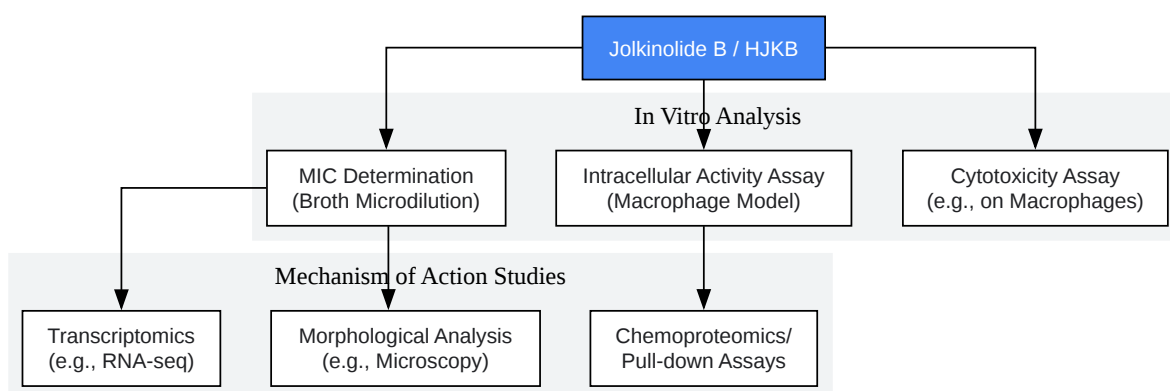 Jolkinolide B / HJKB
In Vitro Analysis
MIC Determination
(Broth Microdilution)
Intracellular Activity Assay
(Macrophage Model)
Cytotoxicity Assay
(e.g., on Macrophages)
Mechanism of Action Studies
Transcriptomics
(e.g., RNA-seq)
Morphological Analysis
(e.g., Microscopy)
Chemoproteomics/
Pull-down Assays